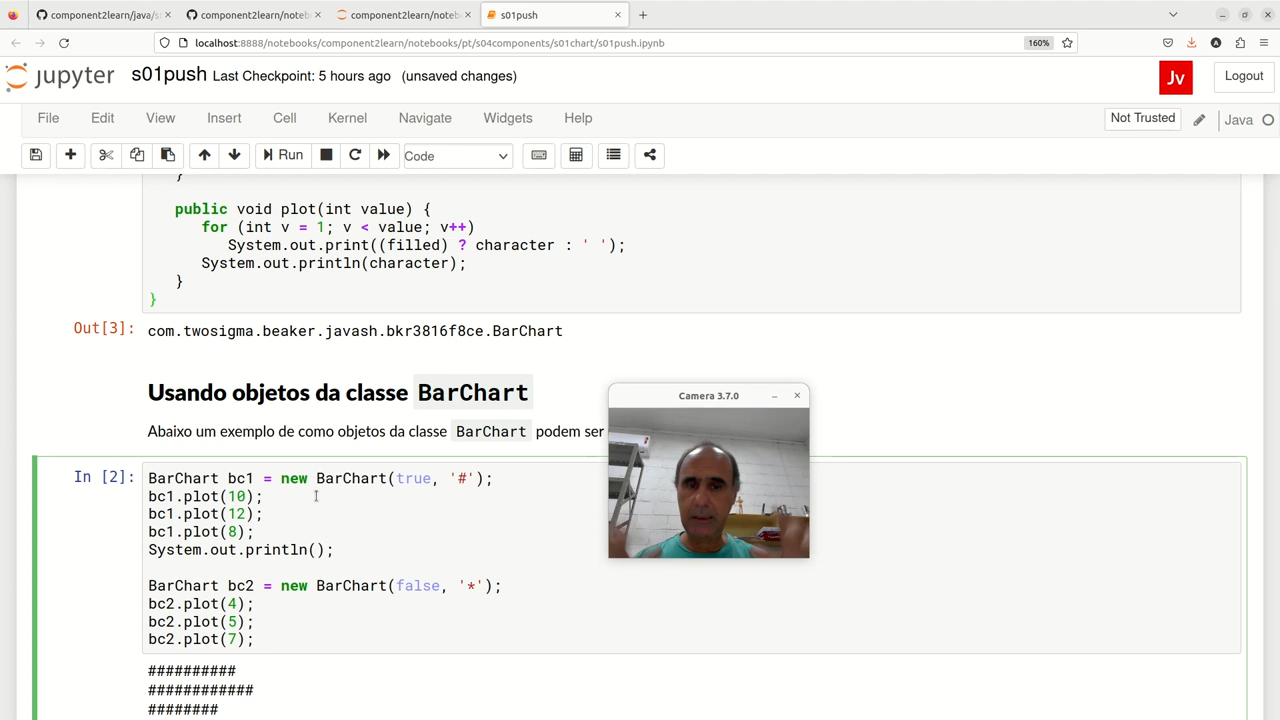 component2learn/java/s
component2learn/noteb
component2learn/noteb
s01push
localhost:8888/notebooks/component2learn/notebooks/pt/s04components/s01chart/s01push.ipynb
160%
jupyter s01push Last Checkpoint: 5 hours ago (unsaved changes)
Jv
Logout
File Edit View Insert Cell Kernel Navigate Widgets Help
Not Trusted
Java
Run
Code
}
public void plot(int value) {
for (int v = 1; v < value; v++)
System.out.print((filled) ? character : ' ');
System.out.println(character);
}
}
Out[3]: com.twosigma.beaker.javash.bkr3816f8ce.BarChart
Usando objetos da classe BarChart
Abaixo um exemplo de como objetos da classe BarChart podem ser
Camera 3.7.0
In [2]: BarChart bc1 = new BarChart(true, '#');
bc1.plot(10);
bc1.plot(12);
bc1.plot(8);
System.out.println();
BarChart bc2 = new BarChart(false, '*');
bc2.plot(4);
bc2.plot(5);
bc2.plot(7);
##########
############
########